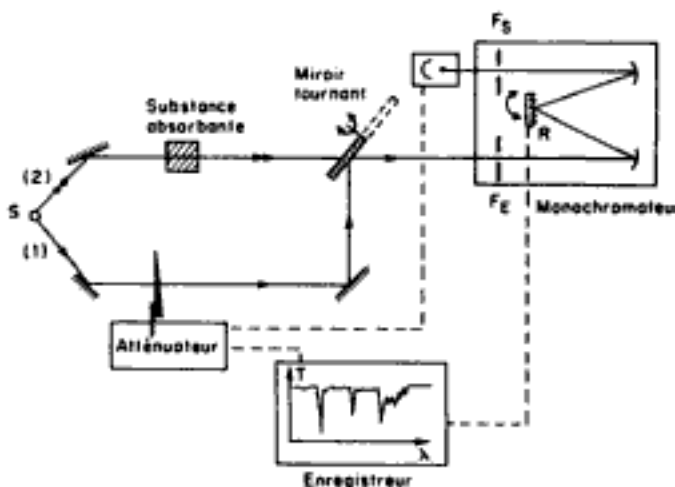 F_S
Miroir
tournant
Substance
absorbante
R
(2)
S
F_E
Monochromateur
(1)
Atténuateur
T
λ
Enregistreur